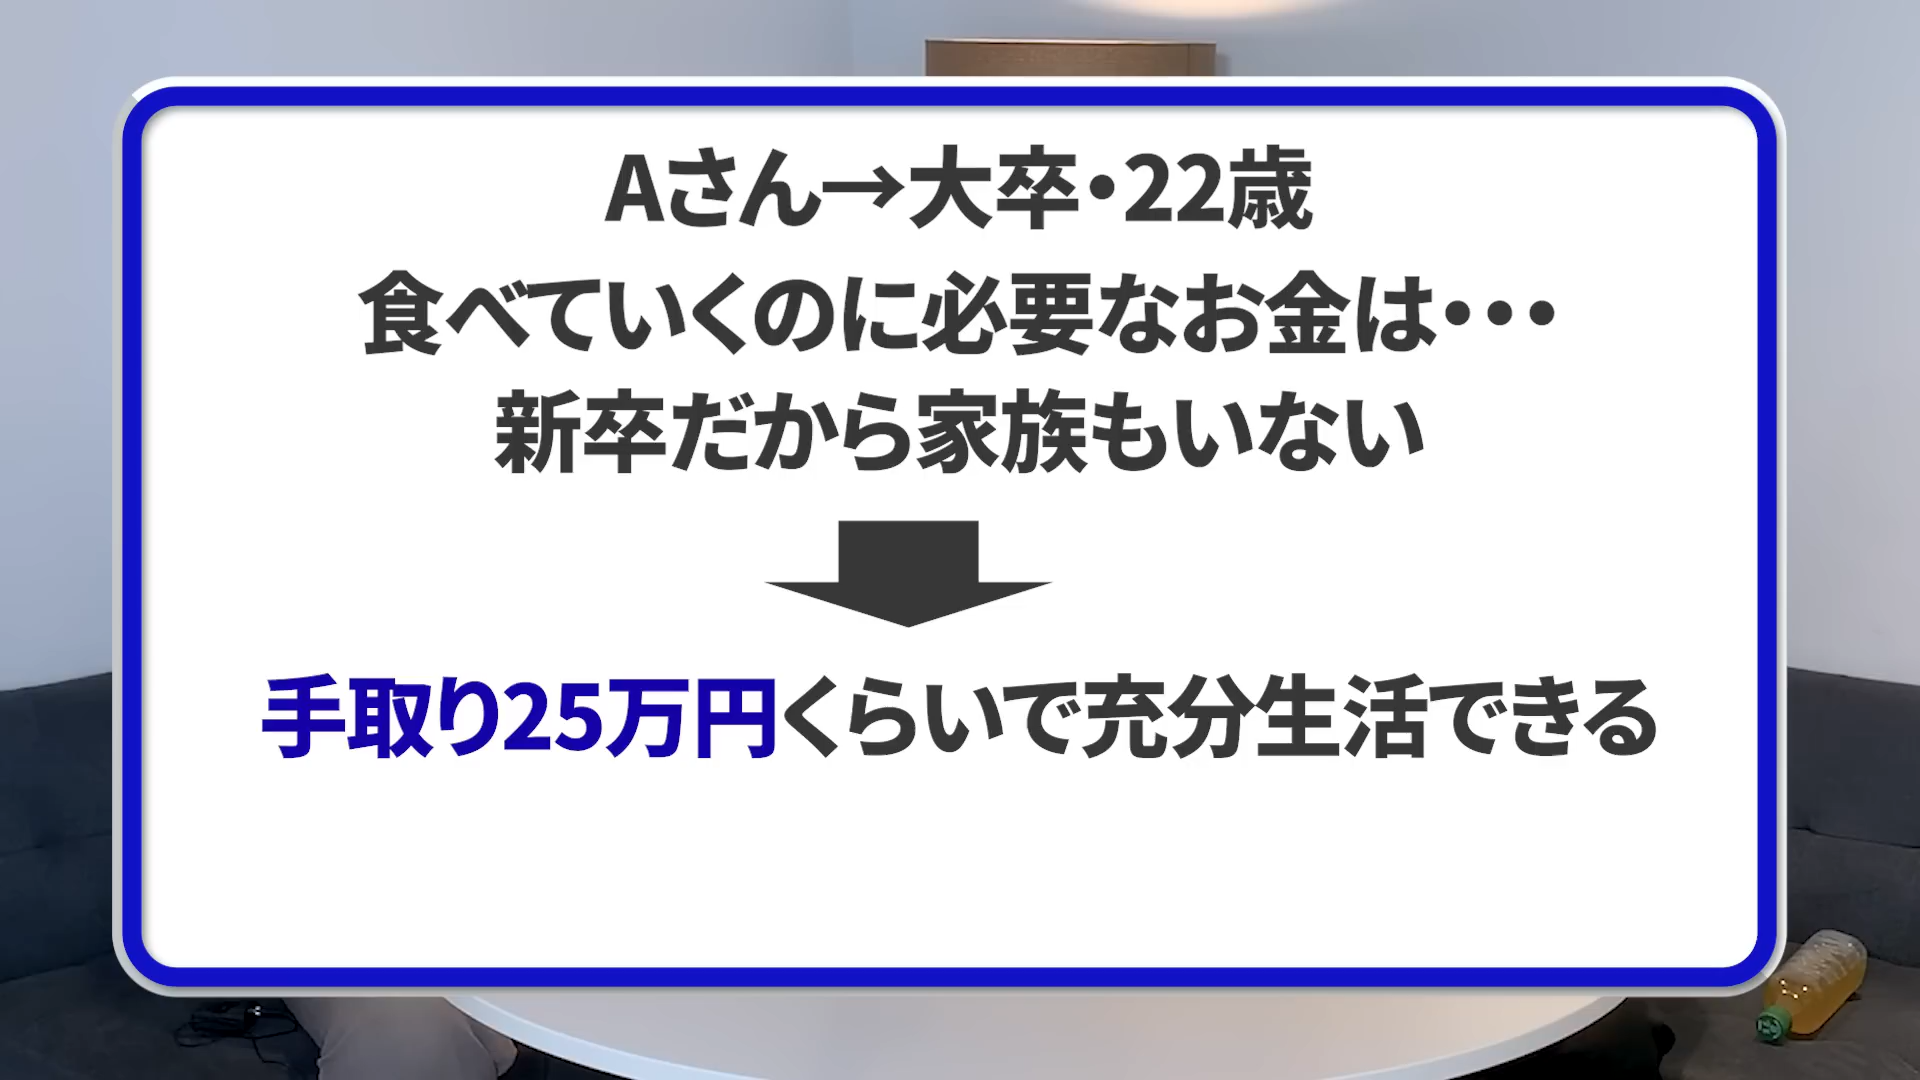 Aさん→大卒・22歳
食べていくのに必要なお金は・・・
新卒だから家族もいない
手取り25万円くらいで充分生活できる